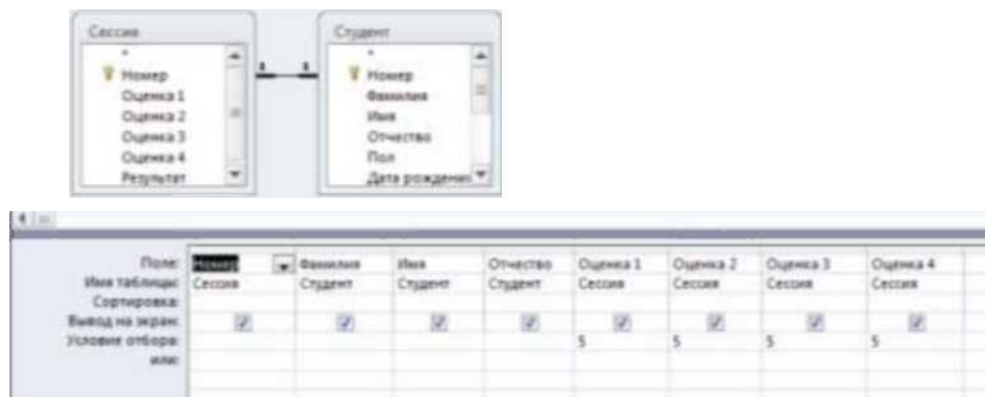 Сессия
*
Номер
Оценка 1
Оценка 2
Оценка 3
Оценка 4
Результат
1 1
Студент
*
Номер
Фамилия
Имя
Отчество
Пол
Дата рождения
Поле: Номер Фамилия Имя Отчество Оценка 1 Оценка 2 Оценка 3 Оценка 4
Имя таблицы: Сессия Студент Студент Студент Сессия Сессия Сессия Сессия
Сортировка:
Вывод на экран:
Условие отбора: 5 5 5 5
или: